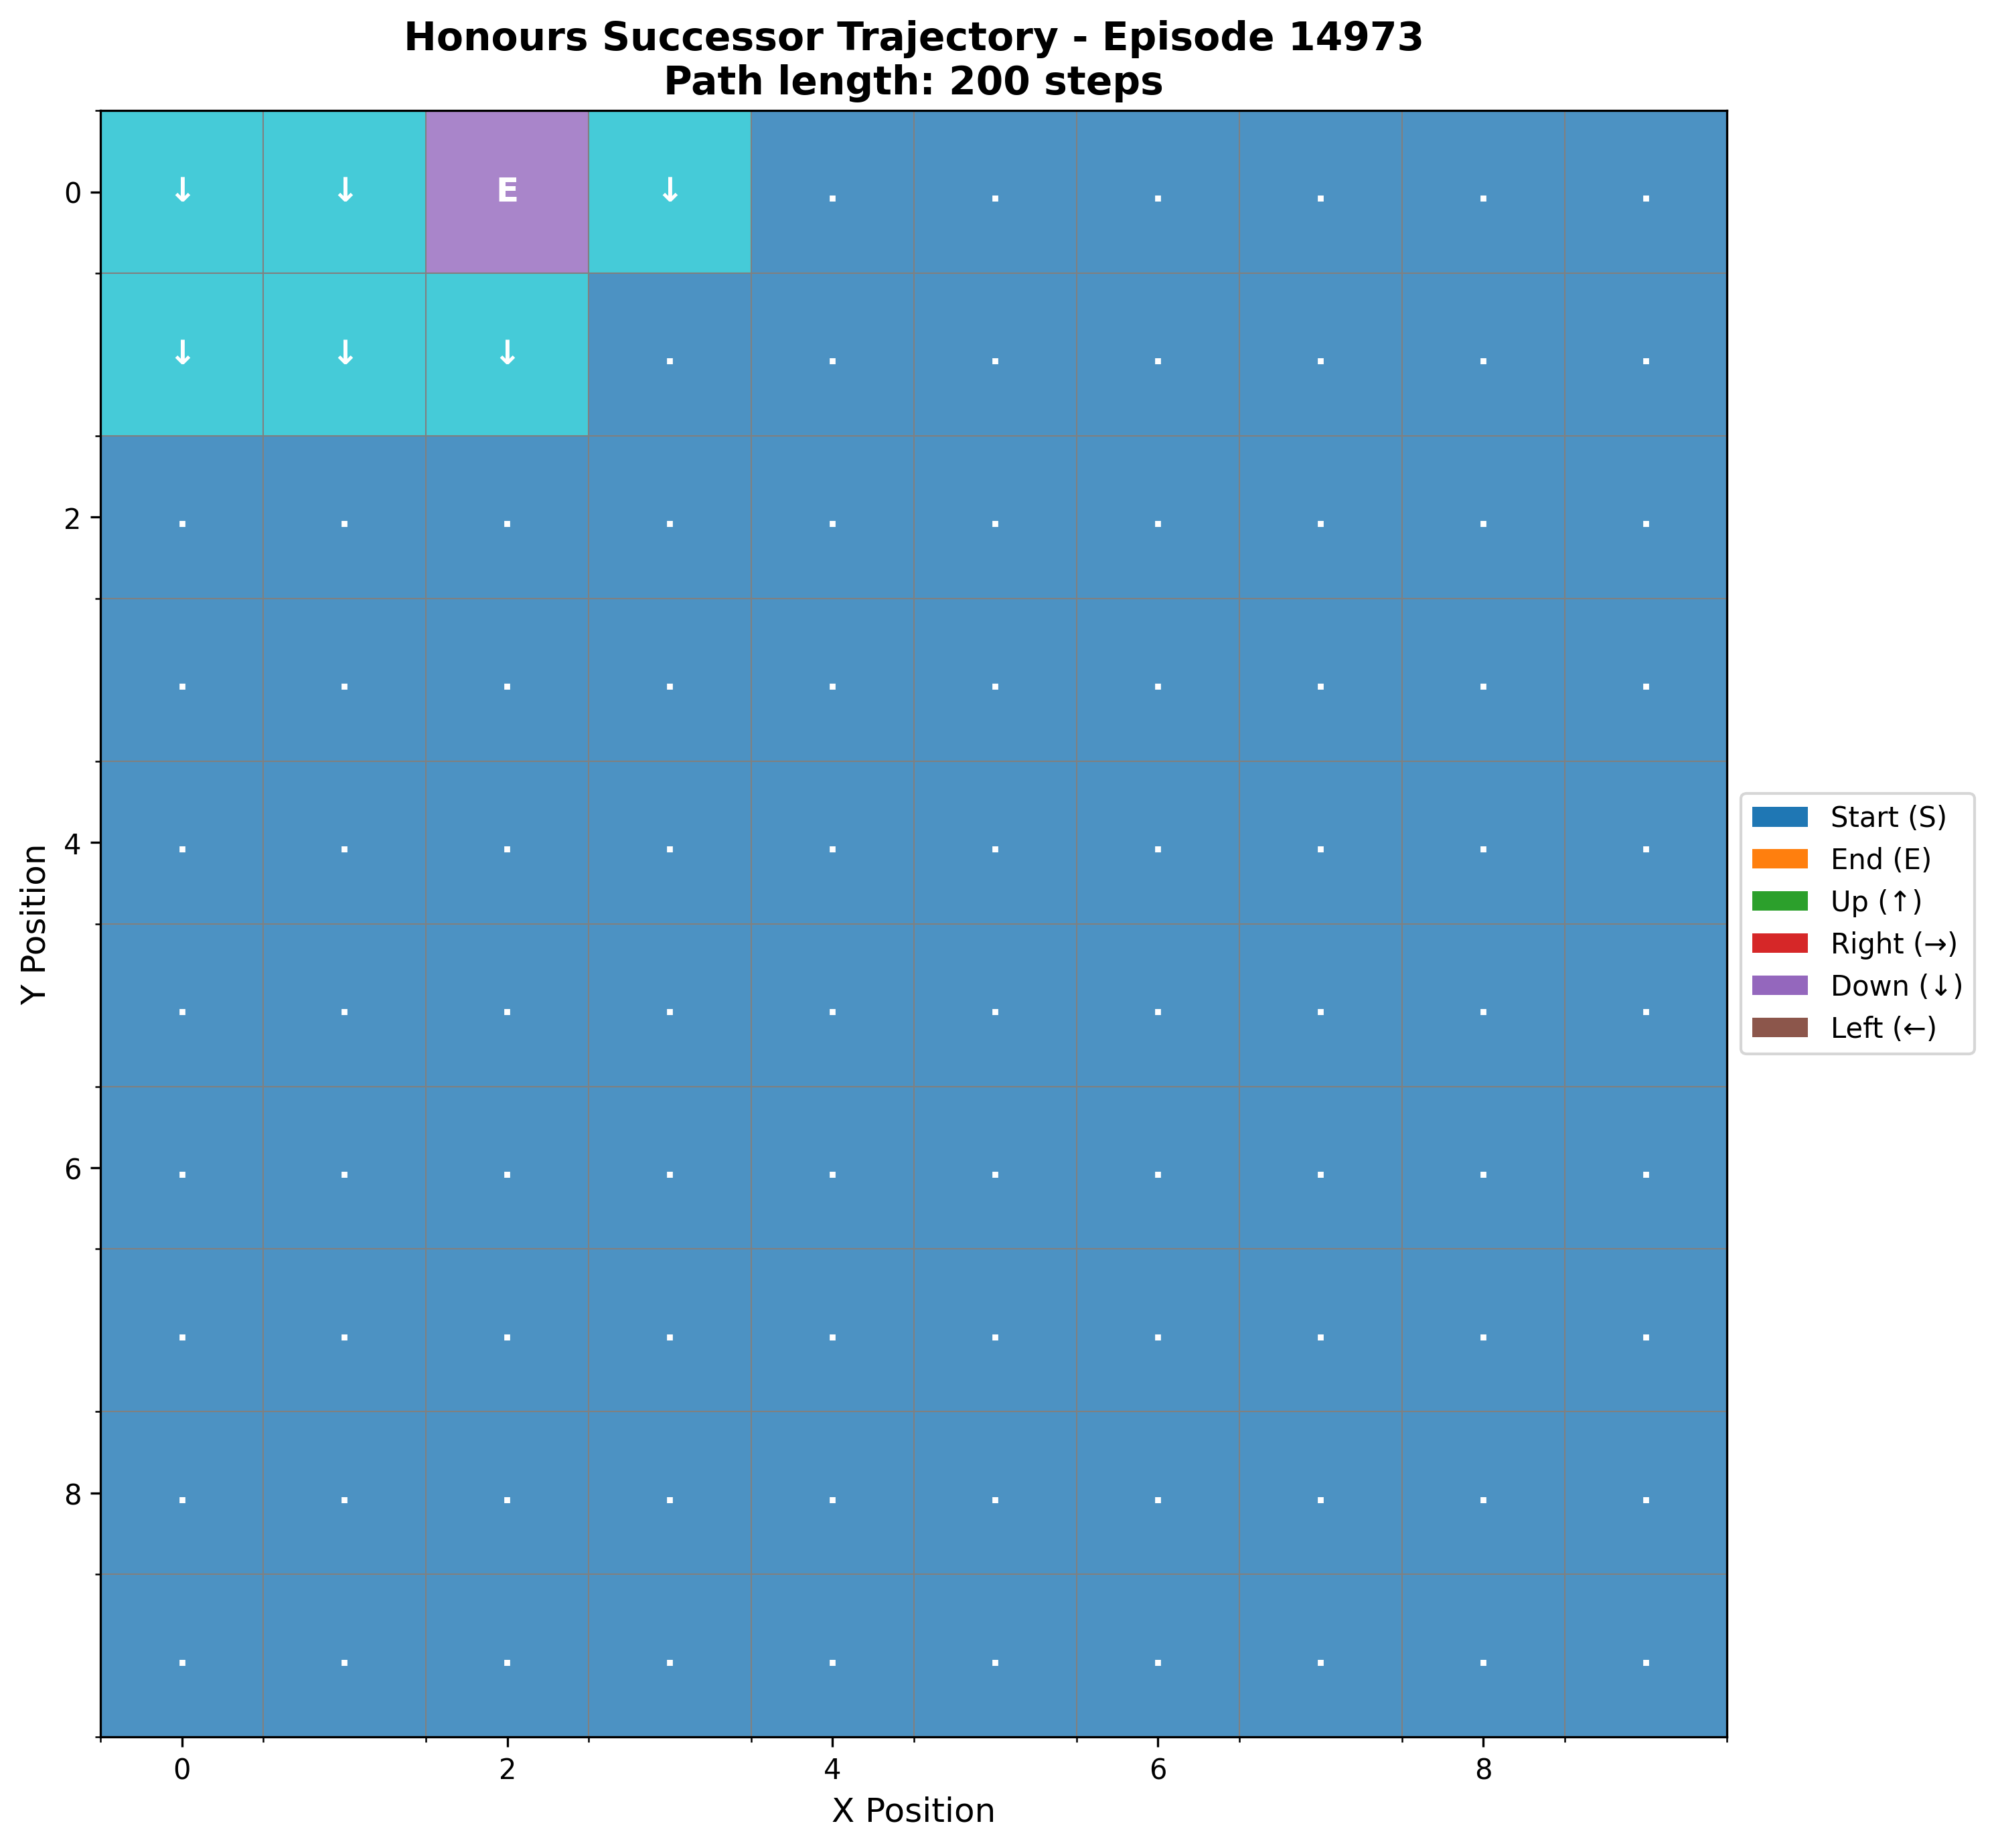 Honours Successor Trajectory - Episode 14973
Path length: 200 steps
0
↓ ↓ E ↓ . . . . . .
↓ ↓ ↓ . . . . . . .
2
. . . . . . . . . .
. . . . . . . . . .
4
. . . . . . . . . .
. . . . . . . . . .
6
. . . . . . . . . .
. . . . . . . . . .
8
. . . . . . . . . .
. . . . . . . . . .
Y Position
0 2 4 6 8
X Position
Start (S)
End (E)
Up (↑)
Right (→)
Down (↓)
Left (←)